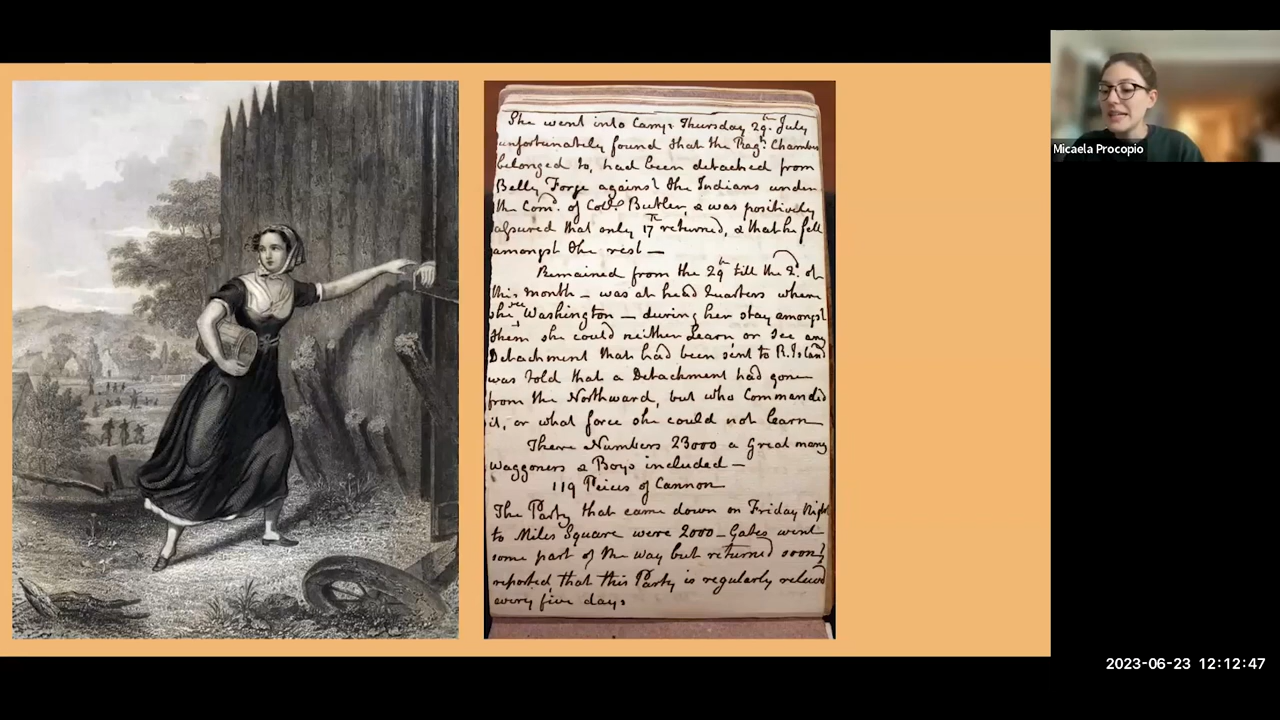 She went into Camp Thursday 29th July
unfortunately found that the Regt. Chambers
belonged to, had been detached from
Belly Forge against the Indians under
the Com. of Coll. Butler, & was positively
assured that only 17 returned, & that he fell
amongst the rest —
Remained from the 29th till the 2d. of
this month — was at head Quarters where
she Washington — during her stay amongst
them she could neither Learn or See any
Detachment that had been sent to R. Island
was told that a Detachment had gone
from the Northward, but who Commanded
it, or what force she could not learn
There Numbers 23000 a Great many
Waggoners & Boys included —
119 Peices of Cannon
The Party that came down on Friday Night
to Miles Square were 2000 — Gates went
some part of the way but returned soon,
reported that this Party is regularly relievd
every five days
Micaela Procopio
2023-06-23 12:12:47